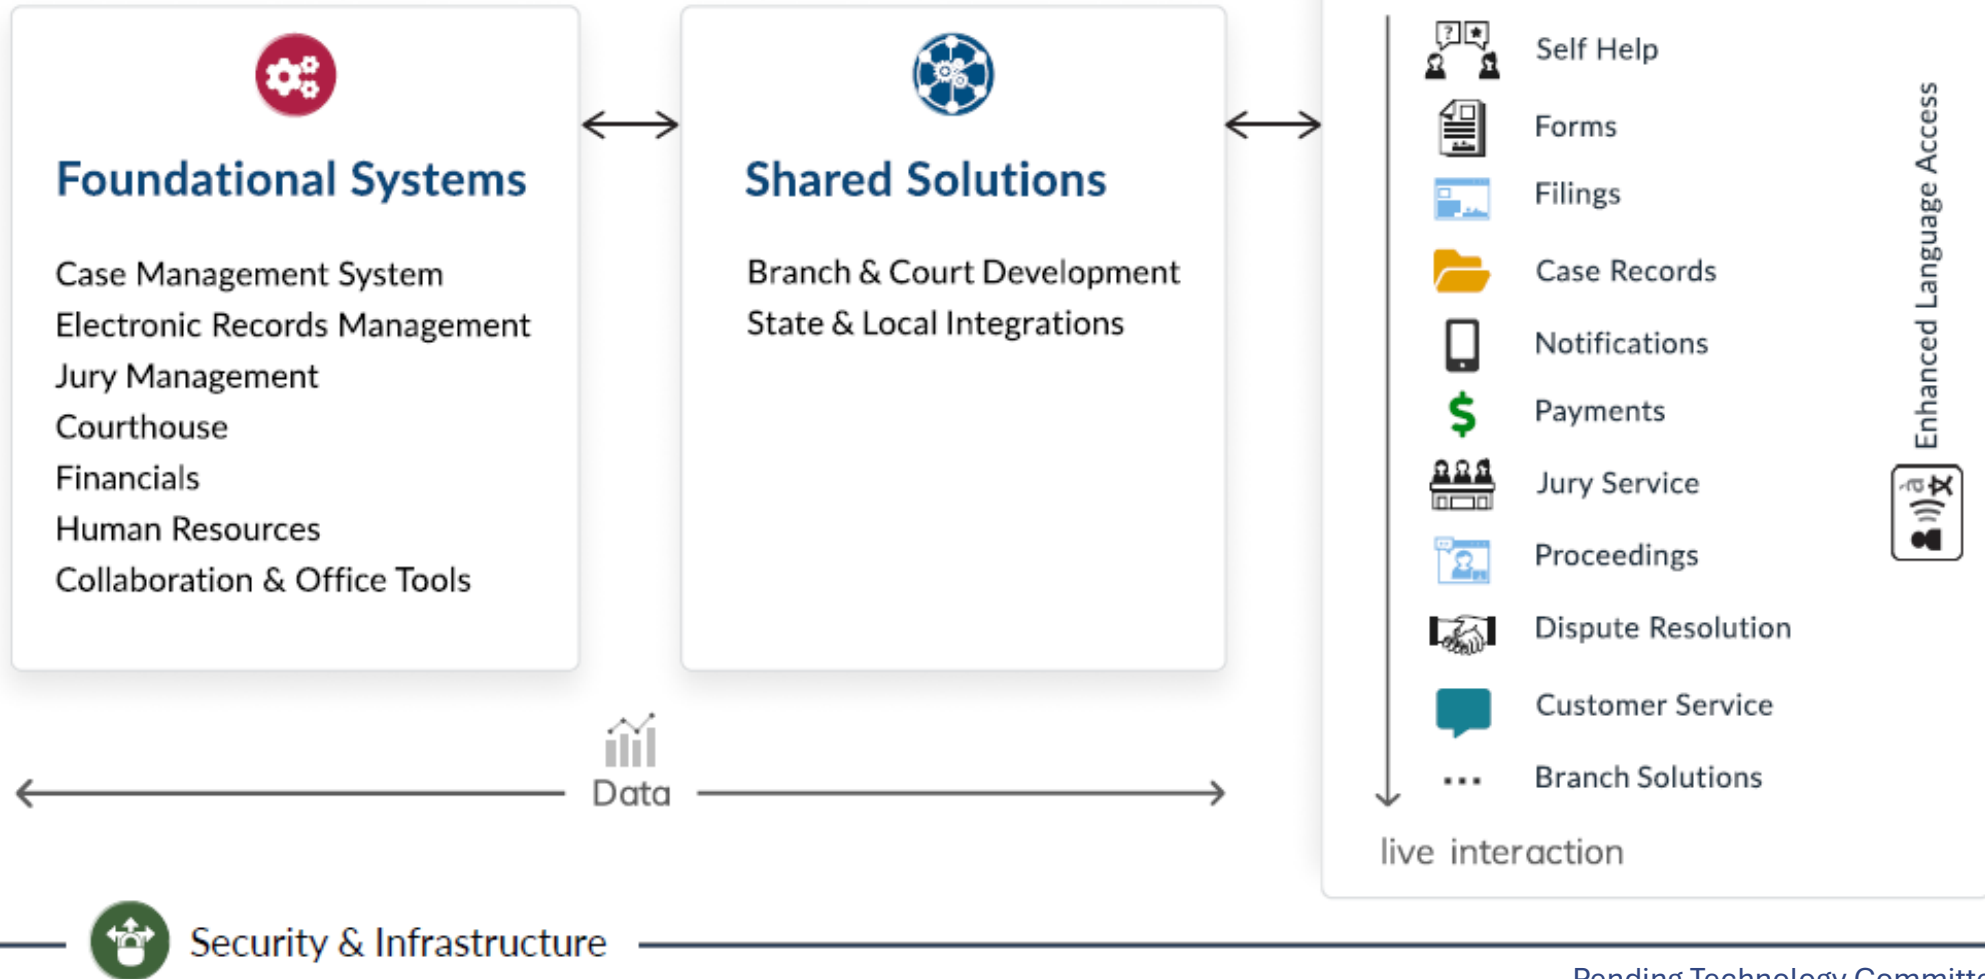 Foundational Systems
Case Management System
Electronic Records Management
Jury Management
Courthouse
Financials
Human Resources
Collaboration & Office Tools
Shared Solutions
Branch & Court Development
State & Local Integrations
Self Help
Forms
Filings
Case Records
Notifications
Payments
Jury Service
Proceedings
Dispute Resolution
Customer Service
Branch Solutions
live interaction
Enhanced Language Access
Data
Security & Infrastructure
Pending Technology